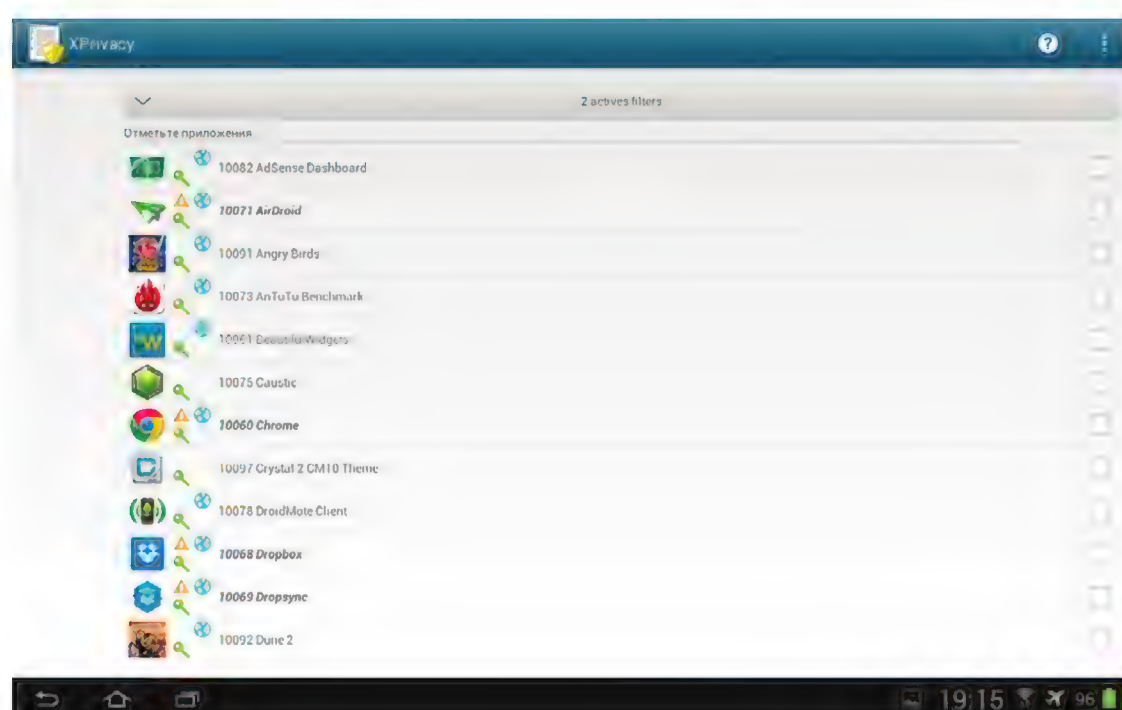 XPrivacy
2 actives filters
Отметьте приложения
10082 AdSense Dashboard
10071 AirDroid
10091 Angry Birds
10073 AnTuTu Benchmark
10061 BeautifulWidgets
10075 Caustic
10060 Chrome
10097 Crystal 2 CM10 Theme
10078 DroidMote Client
10068 Dropbox
10069 Dropsync
10092 Dune 2
19:15 96